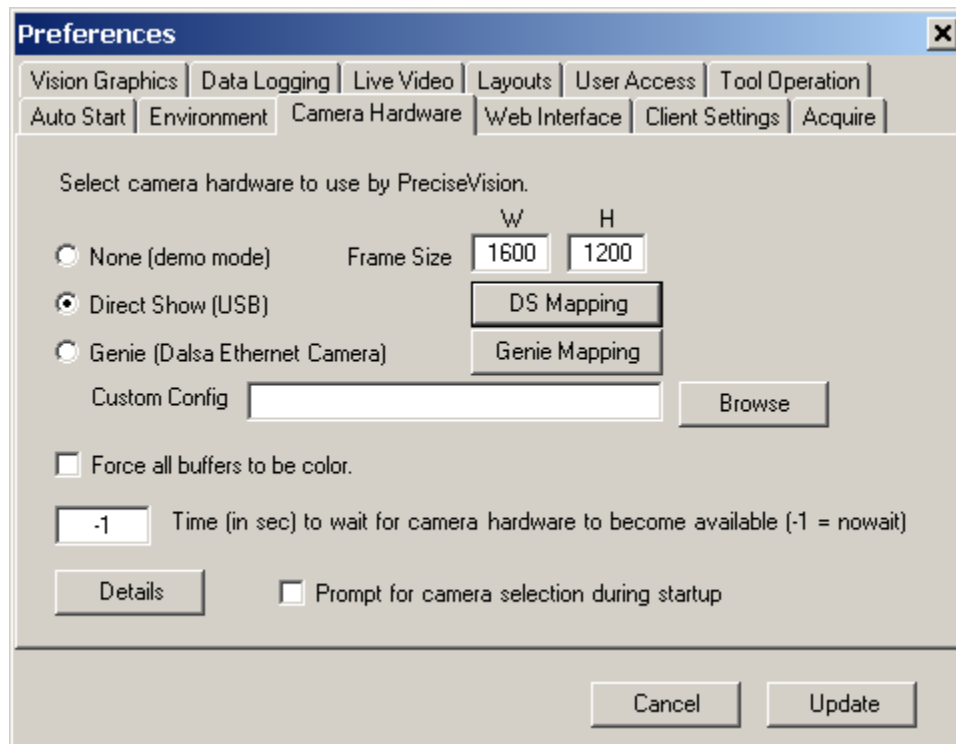 Preferences
Vision Graphics Data Logging Live Video Layouts User Access Tool Operation
Auto Start Environment Camera Hardware Web Interface Client Settings Acquire
Select camera hardware to use by PreciseVision.
W H
None (demo mode) Frame Size 1600 1200
Direct Show (USB) DS Mapping
Genie (Dalsa Ethernet Camera) Genie Mapping
Custom Config Browse
Force all buffers to be color.
-1 Time (in sec) to wait for camera hardware to become available (-1 = nowait)
Details Prompt for camera selection during startup
Cancel Update